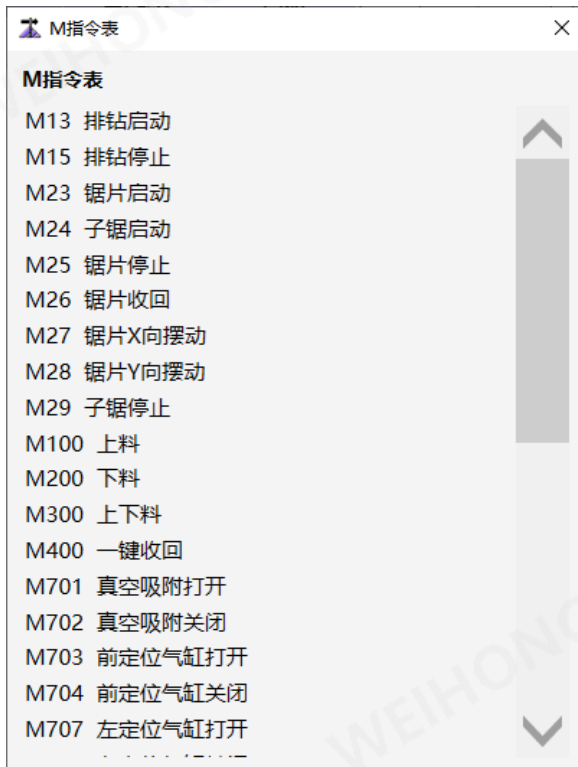 M指令表
M指令表
M13 排钻启动
M15 排钻停止
M23 锯片启动
M24 子锯启动
M25 锯片停止
M26 锯片收回
M27 锯片X向摆动
M28 锯片Y向摆动
M29 子锯停止
M100 上料
M200 下料
M300 上下料
M400 一键收回
M701 真空吸附打开
M702 真空吸附关闭
M703 前定位气缸打开
M704 前定位气缸关闭
M707 左定位气缸打开
WEIHONG
WEIHONG